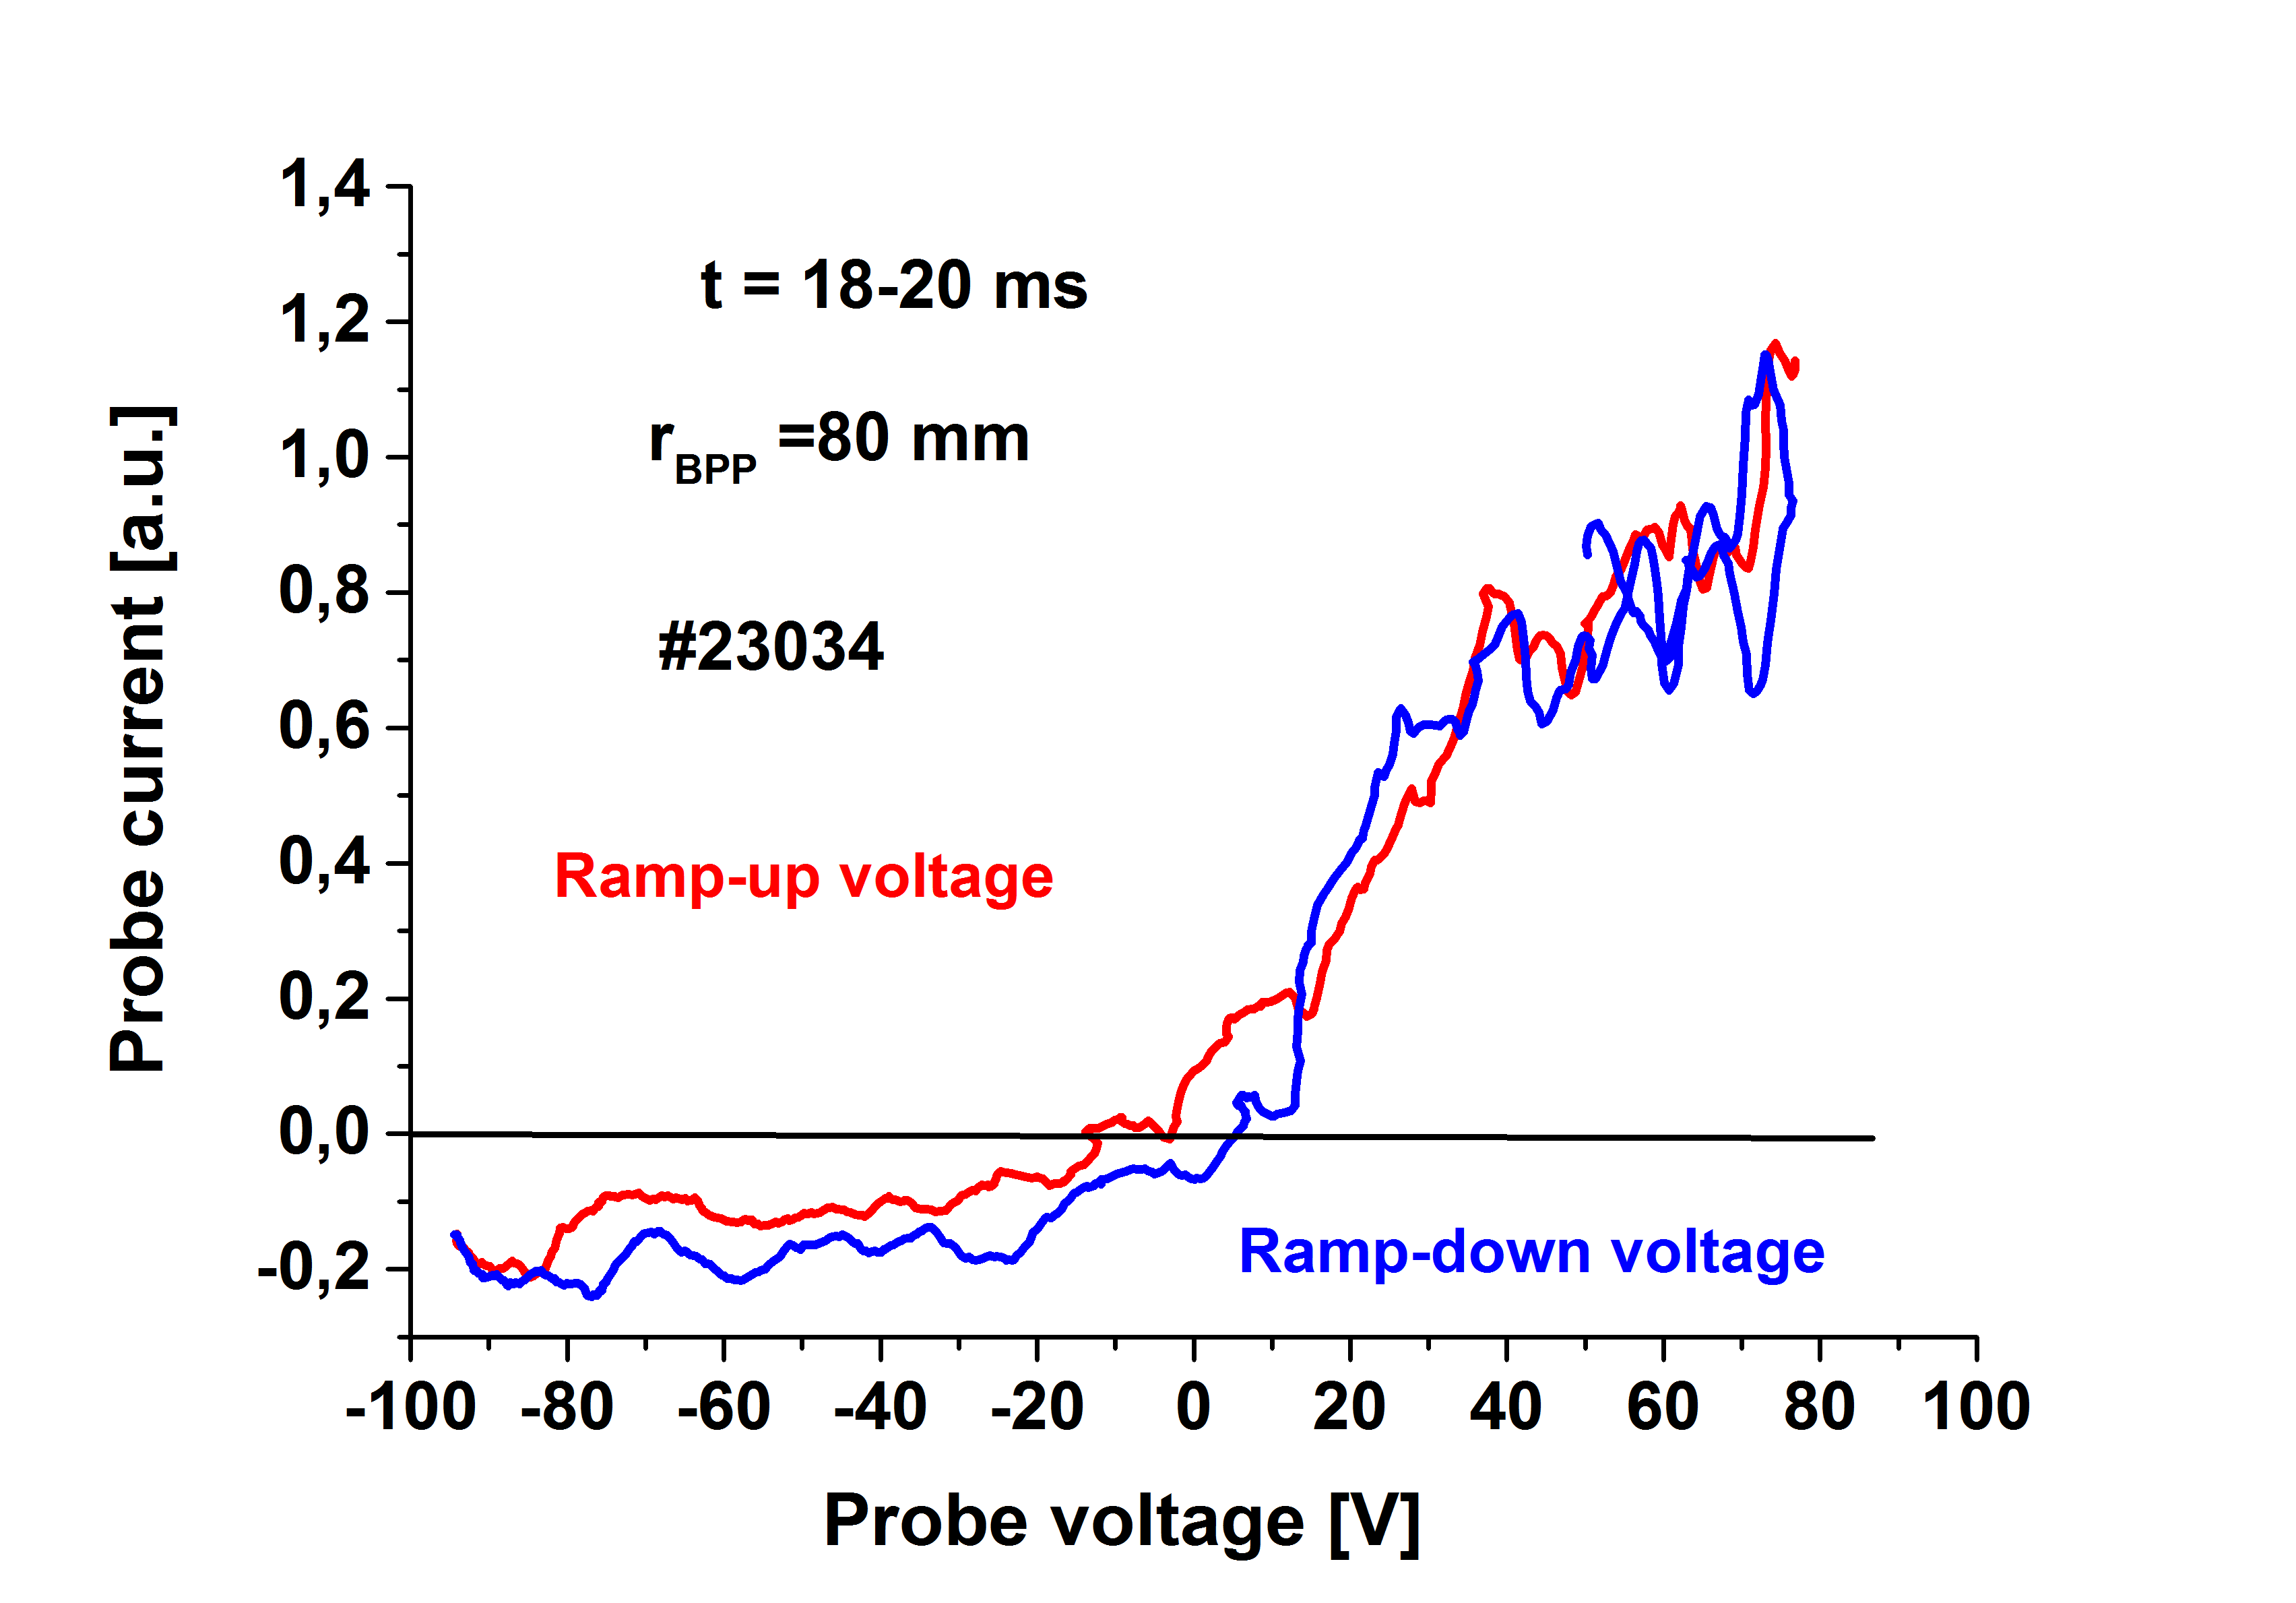 1,4
1,2
1,0
0,8
0,6
0,4
0,2
0,0
-0,2
Probe current [a.u.]
t = 18-20 ms
rBPP =80 mm
#23034
Ramp-up voltage
Ramp-down voltage
-100 -80 -60 -40 -20 0 20 40 60 80 100
Probe voltage [V]